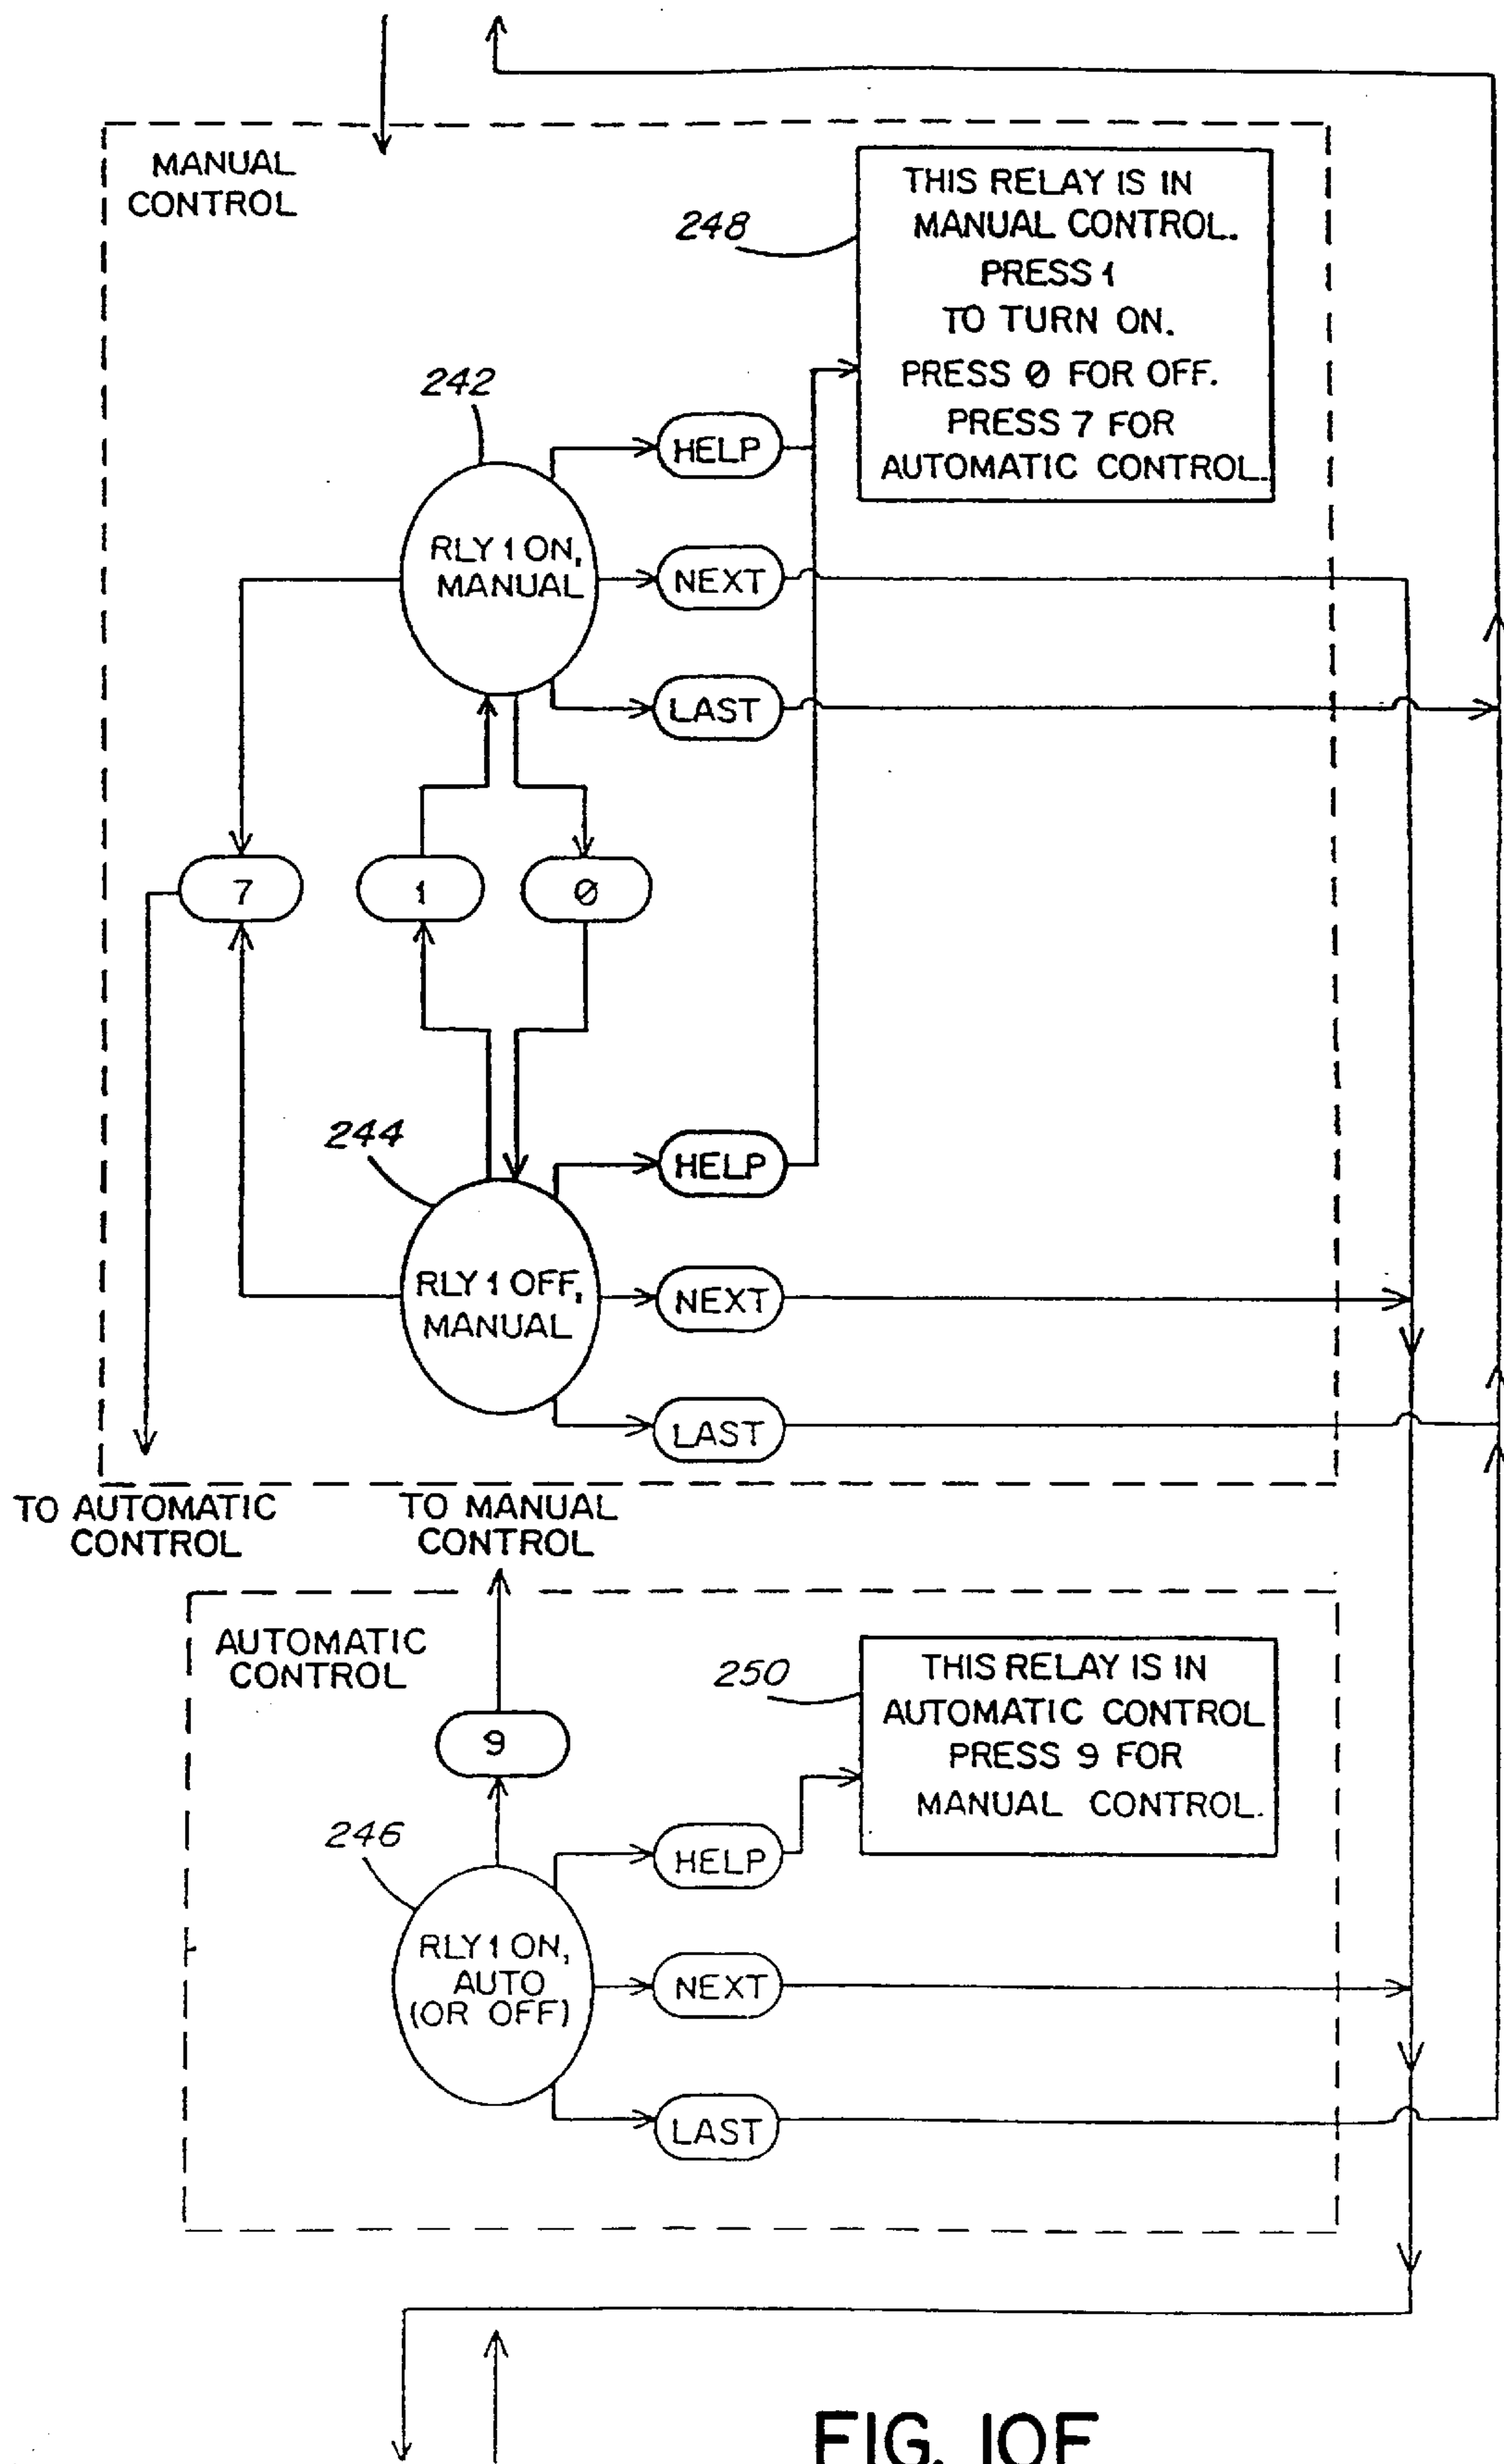 MANUAL
CONTROL
248
THIS RELAY IS IN
MANUAL CONTROL.
PRESS 1
TO TURN ON.
PRESS 0 FOR OFF.
PRESS 7 FOR
AUTOMATIC CONTROL.
242
RLY 1 ON,
MANUAL
HELP
NEXT
LAST
7
1
0
244
RLY 1 OFF,
MANUAL
HELP
NEXT
LAST
TO AUTOMATIC
CONTROL
TO MANUAL
CONTROL
AUTOMATIC
CONTROL
9
250
THIS RELAY IS IN
AUTOMATIC CONTROL
PRESS 9 FOR
MANUAL CONTROL.
246
RLY 1 ON,
AUTO
(OR OFF)
HELP
NEXT
LAST